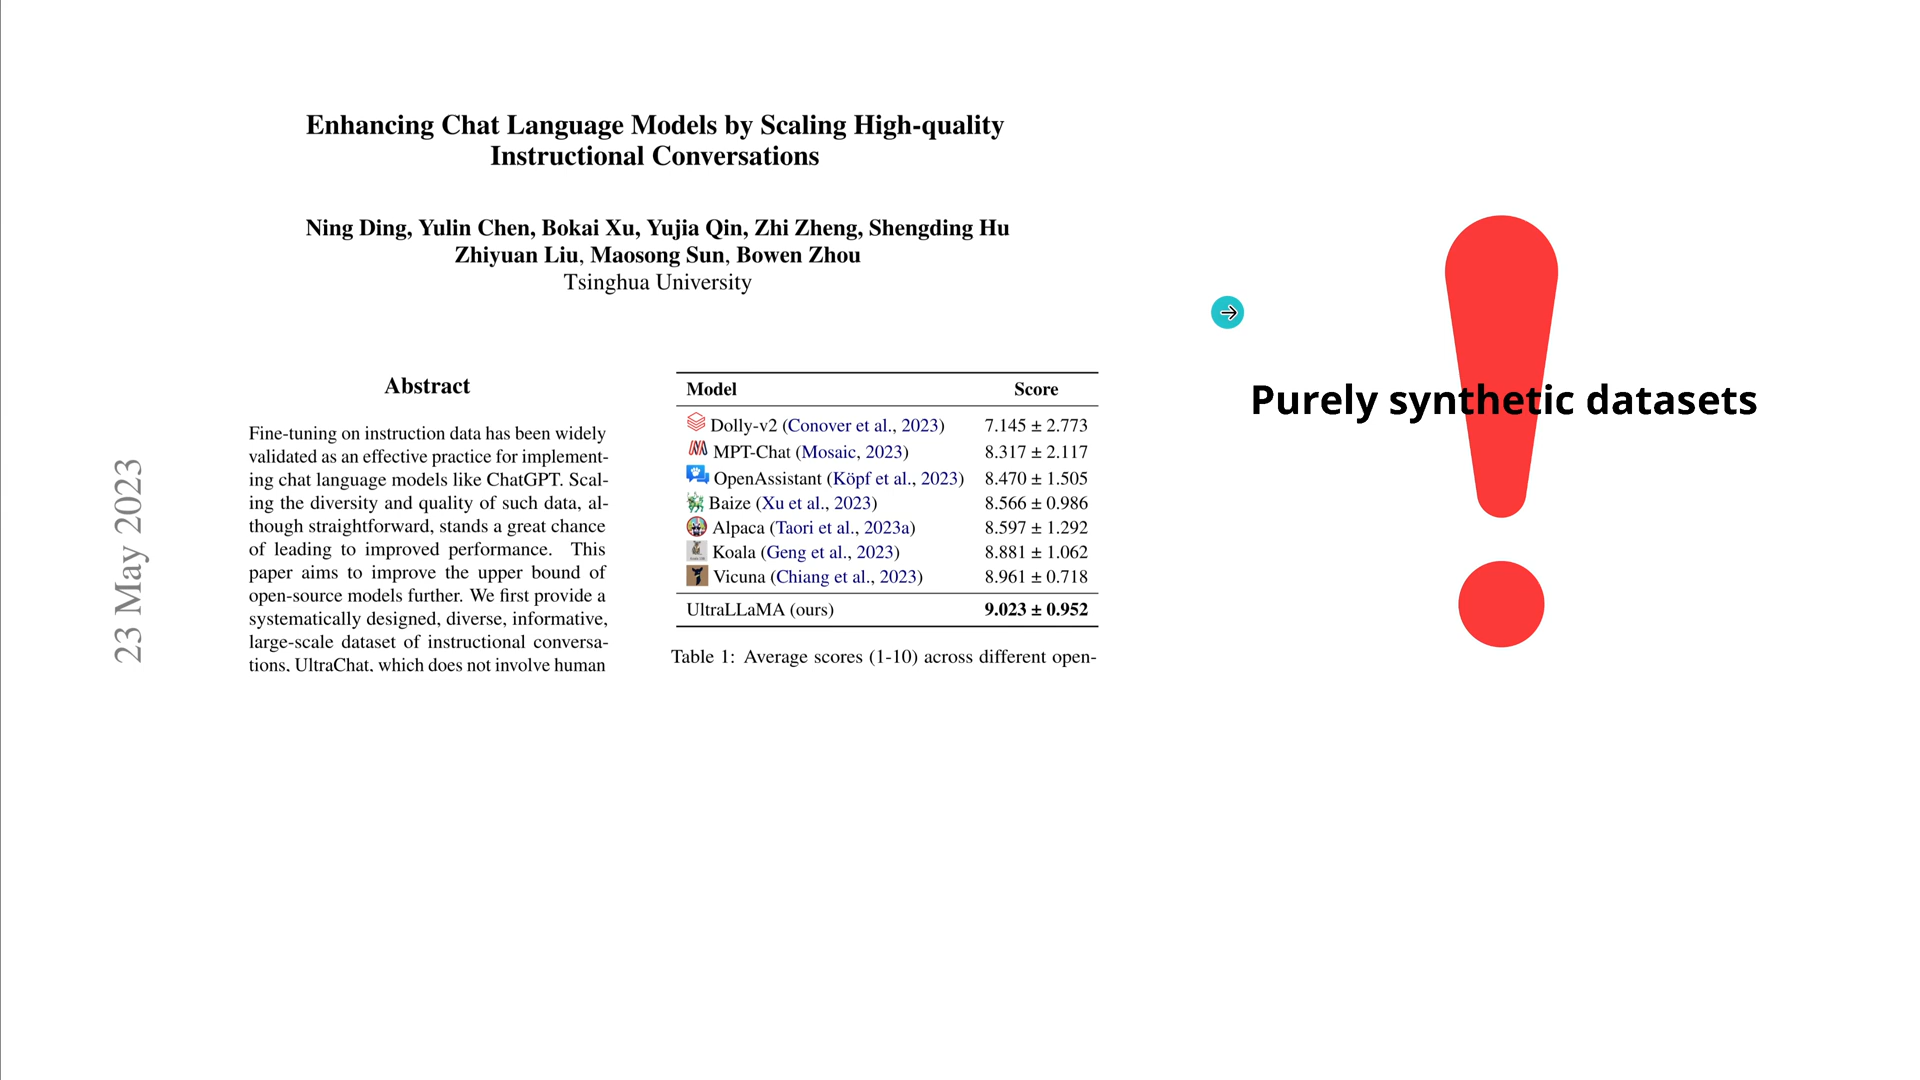 Enhancing Chat Language Models by Scaling High-quality
Instructional Conversations
Ning Ding, Yulin Chen, Bokai Xu, Yujia Qin, Zhi Zheng, Shengding Hu
Zhiyuan Liu, Maosong Sun, Bowen Zhou
Tsinghua University
23 May 2023
Abstract
Fine-tuning on instruction data has been widely
validated as an effective practice for implement-
ing chat language models like ChatGPT. Scal-
ing the diversity and quality of such data, al-
though straightforward, stands a great chance
of leading to improved performance. This
paper aims to improve the upper bound of
open-source models further. We first provide a
systematically designed, diverse, informative,
large-scale dataset of instructional conversa-
tions, UltraChat, which does not involve human
Model Score
Dolly-v2 (Conover et al., 2023) 7.145 ± 2.773
MPT-Chat (Mosaic, 2023) 8.317 ± 2.117
OpenAssistant (Köpf et al., 2023) 8.470 ± 1.505
Baize (Xu et al., 2023) 8.566 ± 0.986
Alpaca (Taori et al., 2023a) 8.597 ± 1.292
Koala (Geng et al., 2023) 8.881 ± 1.062
Vicuna (Chiang et al., 2023) 8.961 ± 0.718
UltraLLaMA (ours) 9.023 ± 0.952
Table 1: Average scores (1-10) across different open-
Purely synthetic datasets